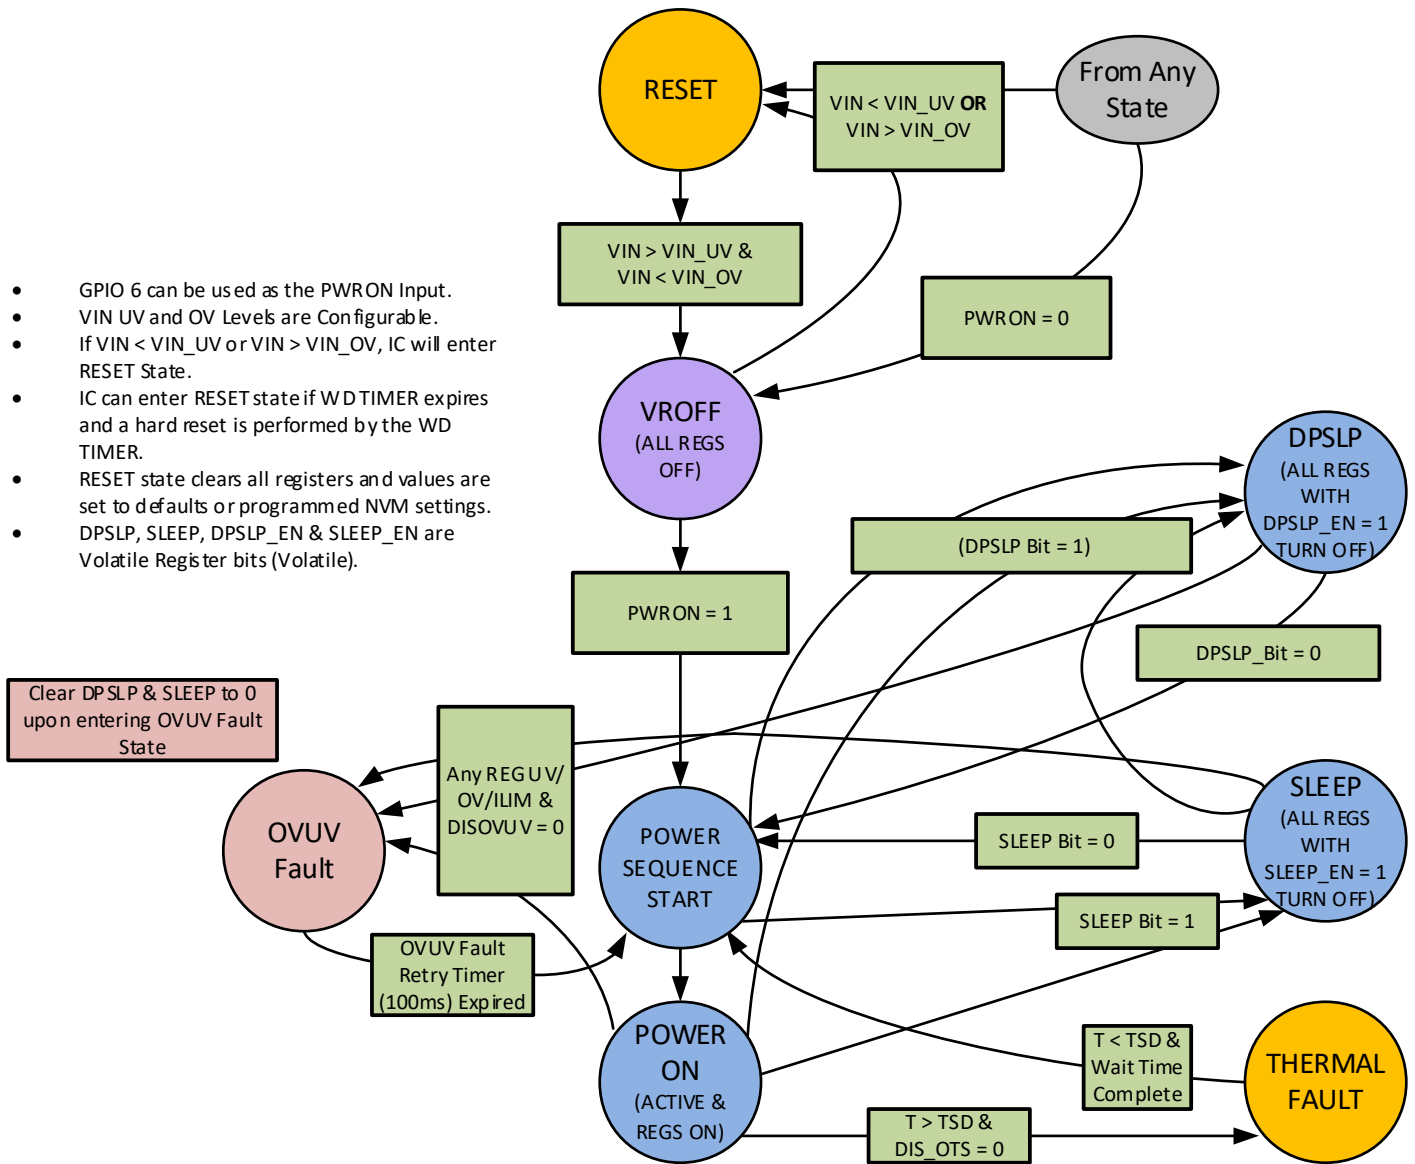 RESET
From Any
State
VIN < VIN_UV OR
VIN > VIN_OV
VIN > VIN_UV &
VIN < VIN_OV
PWRON = 0
• GPIO 6 can be used as the PWRON Input.
• VIN UV and OV Levels are Configurable.
• If VIN < VIN_UV or VIN > VIN_OV, IC will enter
RESET State.
• IC can enter RESET state if WD TIMER expires
and a hard reset is performed by the WD
TIMER.
• RESET state clears all registers and values are
set to defaults or programmed NVM settings.
• DPSLP, SLEEP, DPSLP_EN & SLEEP_EN are
Volatile Register bits (Volatile).
VROFF
(ALL REGS
OFF)
DPSLP
(ALL REGS
WITH
DPSLP_EN = 1
TURN OFF)
(DPSLP Bit = 1)
PWRON = 1
DPSLP_Bit = 0
Clear DPSLP & SLEEP to 0
upon entering OVUV Fault
State
Any REG UV/
OV/ILIM &
DISOVUV = 0
OVUV
Fault
POWER
SEQUENCE
START
SLEEP Bit = 0
SLEEP
(ALL REGS
WITH
SLEEP_EN = 1
TURN OFF)
SLEEP Bit = 1
OVUV Fault
Retry Timer
(100ms) Expired
POWER
ON
(ACTIVE &
REGS ON)
T < TSD &
Wait Time
Complete
THERMAL
FAULT
T > TSD &
DIS_OTS = 0